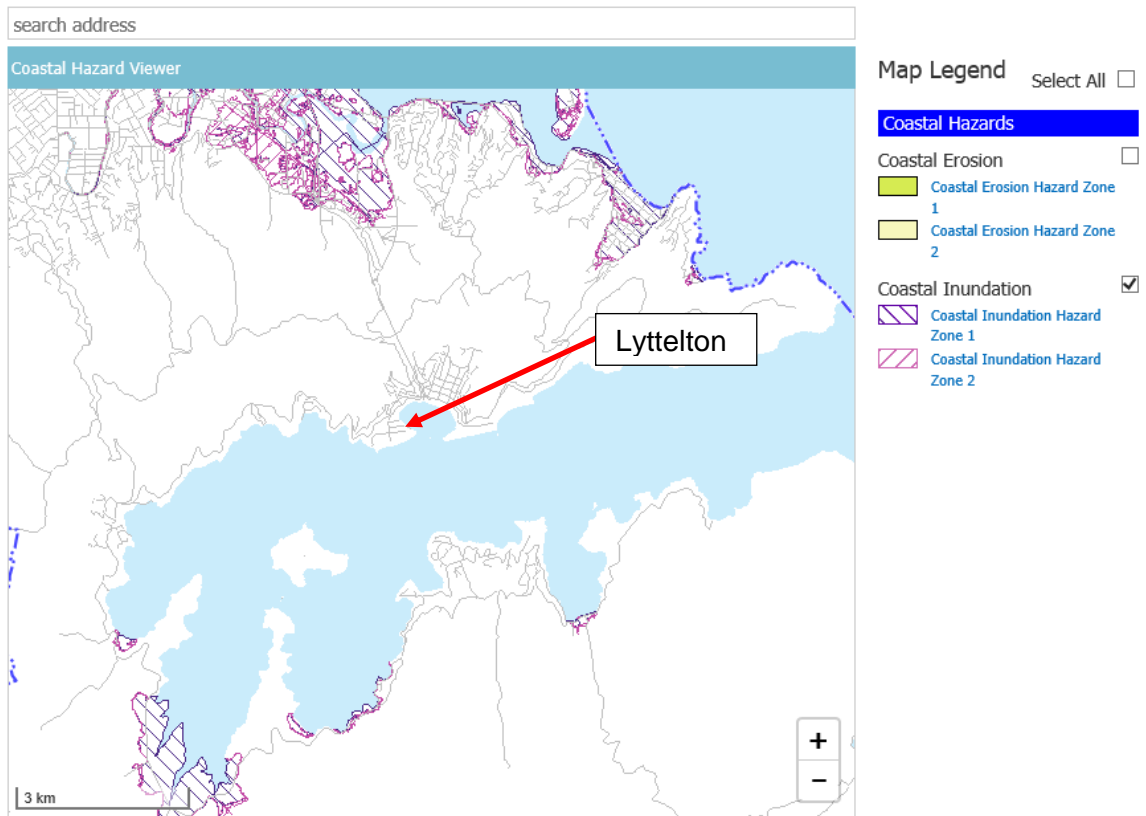 search address
Coastal Hazard Viewer
Lyttelton
+
−
3 km
Map Legend
Select All
Coastal Hazards
Coastal Erosion
Coastal Erosion Hazard Zone
1
Coastal Erosion Hazard Zone
2
Coastal Inundation
Coastal Inundation Hazard
Zone 1
Coastal Inundation Hazard
Zone 2